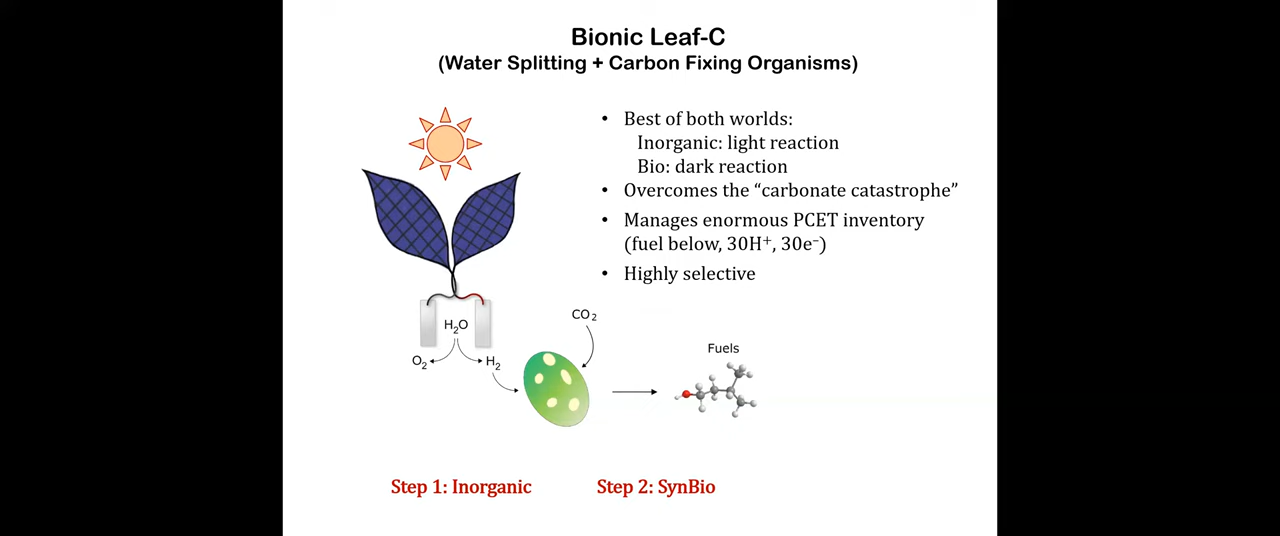 Bionic Leaf-C
(Water Splitting + Carbon Fixing Organisms)
• Best of both worlds:
Inorganic: light reaction
Bio: dark reaction
• Overcomes the “carbonate catastrophe”
• Manages enormous PCET inventory
(fuel below, 30H⁺, 30e⁻)
• Highly selective
H₂O
O₂
H₂
CO₂
Fuels
Step 1: Inorganic
Step 2: SynBio